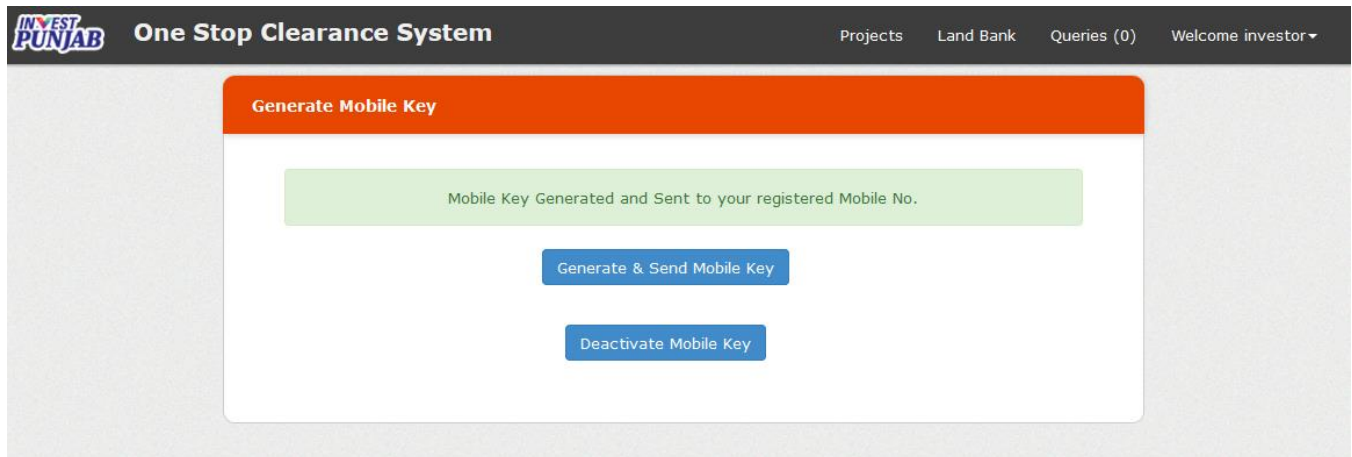 INVEST
PUNJAB
One Stop Clearance System
Projects
Land Bank
Queries (0)
Welcome investor
Generate Mobile Key
Mobile Key Generated and Sent to your registered Mobile No.
Generate & Send Mobile Key
Deactivate Mobile Key